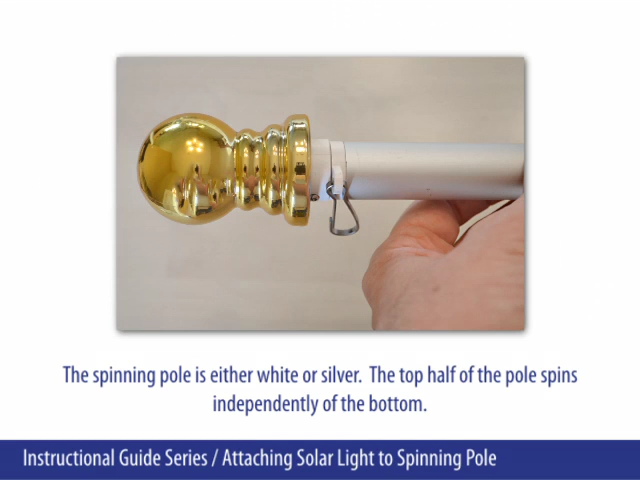 The spinning pole is either white or silver.  The top half of the pole spins
independently of the bottom.
Instructional Guide Series / Attaching Solar Light to Spinning Pole